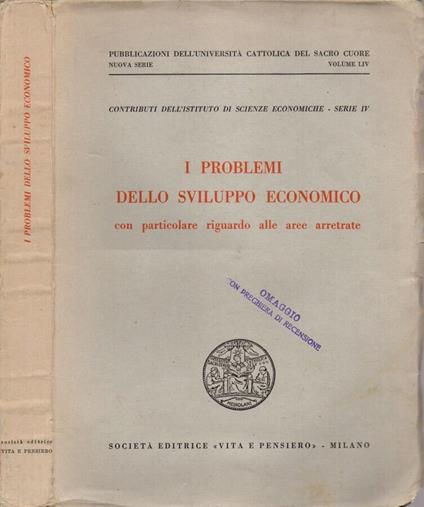 I PROBLEMI DELLO SVILUPPO ECONOMICO
società editrice
VITA E PENSIERO
PUBBLICAZIONI DELL'UNIVERSITÀ CATTOLICA DEL SACRO CUORE
NUOVA SERIE VOLUME LIV
CONTRIBUTI DELL'ISTITUTO DI SCIENZE ECONOMICHE - SERIE IV
I PROBLEMI
DELLO SVILUPPO ECONOMICO
con particolare riguardo alle aree arretrate
OMAGGIO
CON PREGHIERA DI RECENSIONE
MEDIOLANI
SOCIETÀ EDITRICE «VITA E PENSIERO» - MILANO